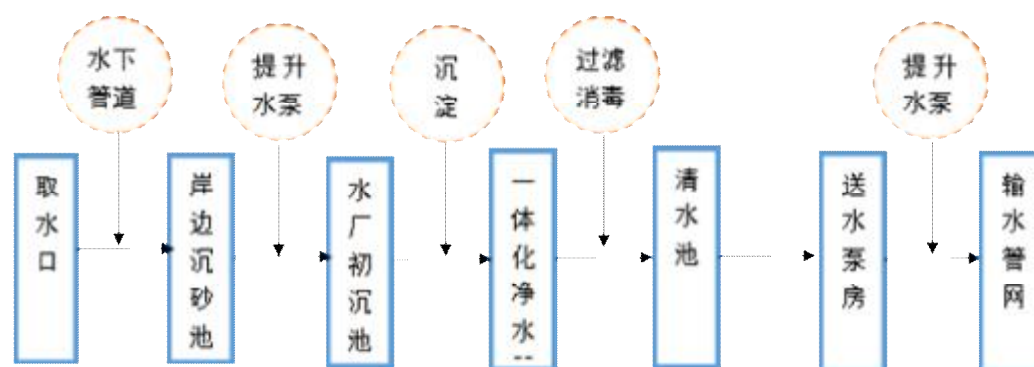 水下
管道
提升
水泵
沉
淀
过滤
消毒
提升
水泵
取
水
口
岸
边
沉
砂
池
水
厂
初
沉
池
一
体
化
净
水
清
水
池
送
水
泵
房
输
水
管
网